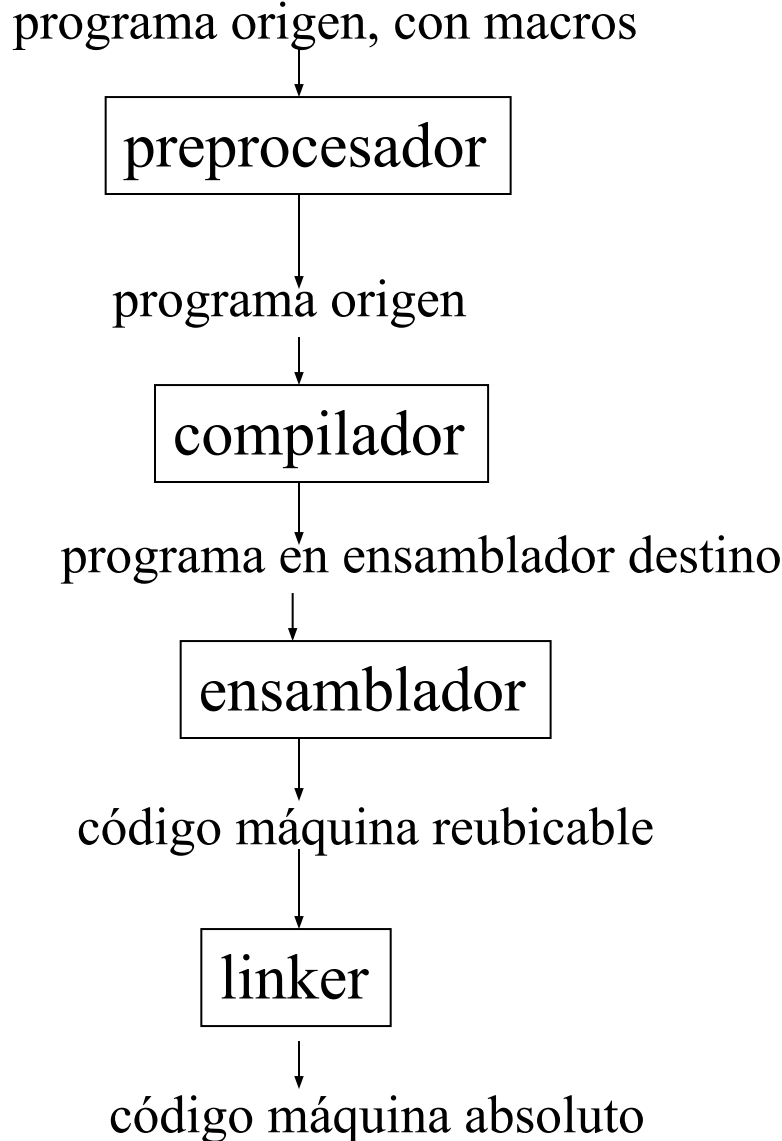 programa origen, con macros
preprocesador
programa origen
compilador
programa en ensamblador destino
ensamblador
código máquina reubicable
linker
código máquina absoluto